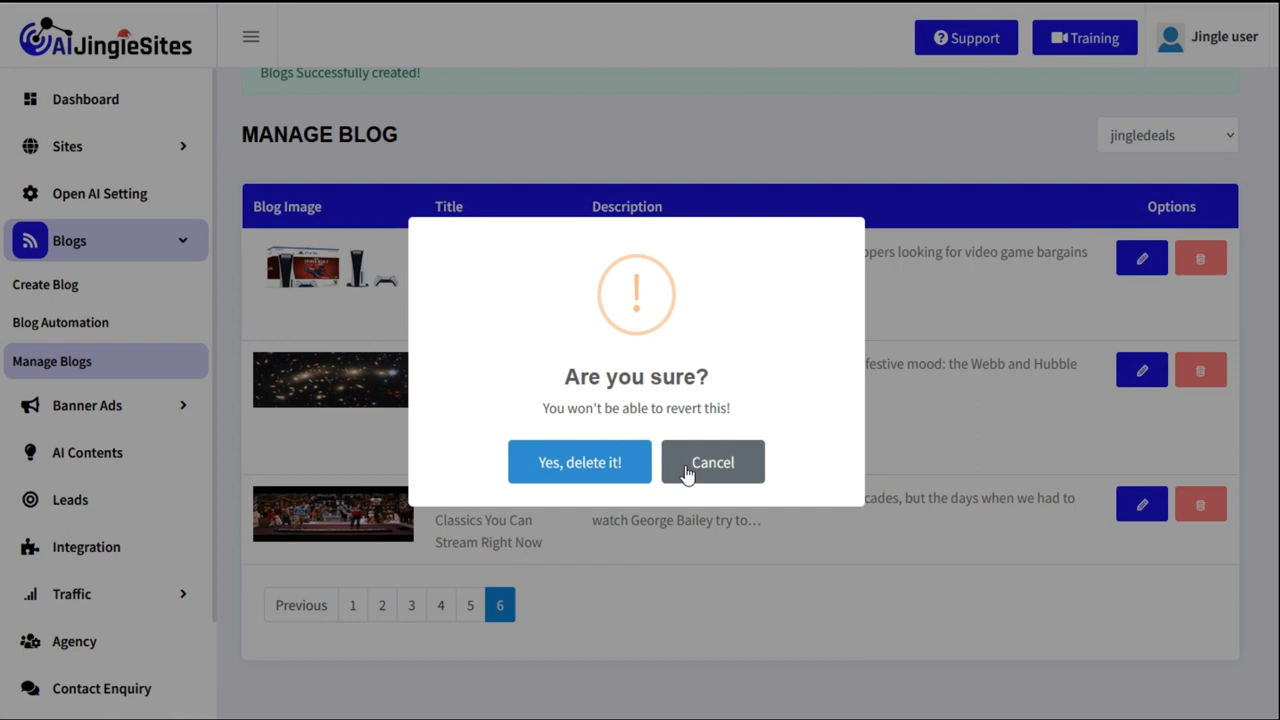 AiJingleSites
Support
Training
Jingle user
Dashboard
Sites
Open AI Setting
Blogs
Create Blog
Blog Automation
Manage Blogs
Banner Ads
AI Contents
Leads
Integration
Traffic
Agency
Contact Enquiry
Blogs Successfully created!
MANAGE BLOG
jingledeals
Blog Image Title Description Options
ppers looking for video game bargains
festive mood: the Webb and Hubble
cades, but the days when we had to
Classics You Can watch George Bailey try to...
Stream Right Now
!
Are you sure?
You won't be able to revert this!
Yes, delete it! Cancel
Previous 1 2 3 4 5 6